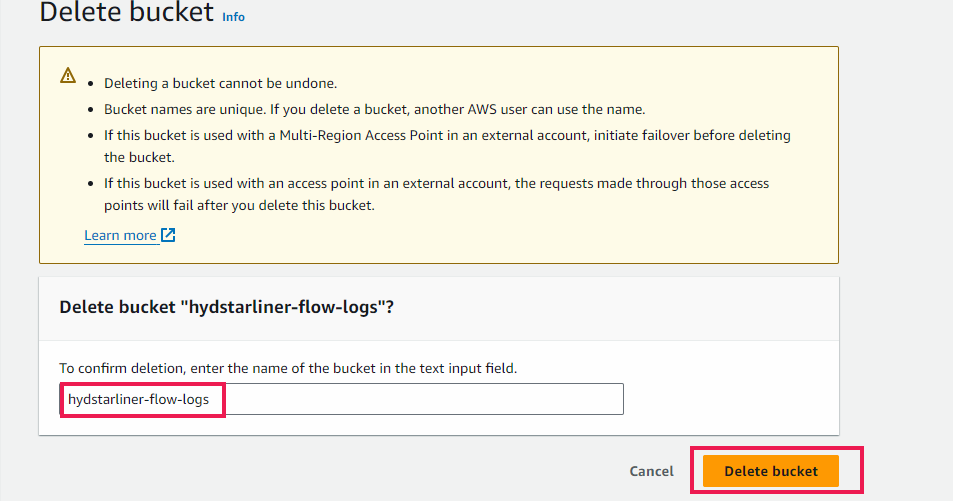 Delete bucket Info
Deleting a bucket cannot be undone.
Bucket names are unique. If you delete a bucket, another AWS user can use the name.
If this bucket is used with a Multi-Region Access Point in an external account, initiate failover before deleting
the bucket.
If this bucket is used with an access point in an external account, the requests made through those access
points will fail after you delete this bucket.
Learn more
Delete bucket "hydstarliner-flow-logs"?
To confirm deletion, enter the name of the bucket in the text input field.
hydstarliner-flow-logs
Cancel Delete bucket